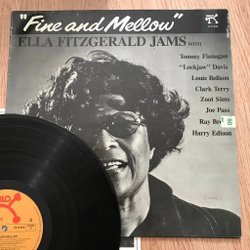 "Fine and Mellow"
ELLA FITZGERALD JAMS WITH
Tommy Flanagan
"Lockjaw" Davis
Louie Bellson
Clark Terry
Zoot Sims
Joe Pass
Ray
Harry Edison